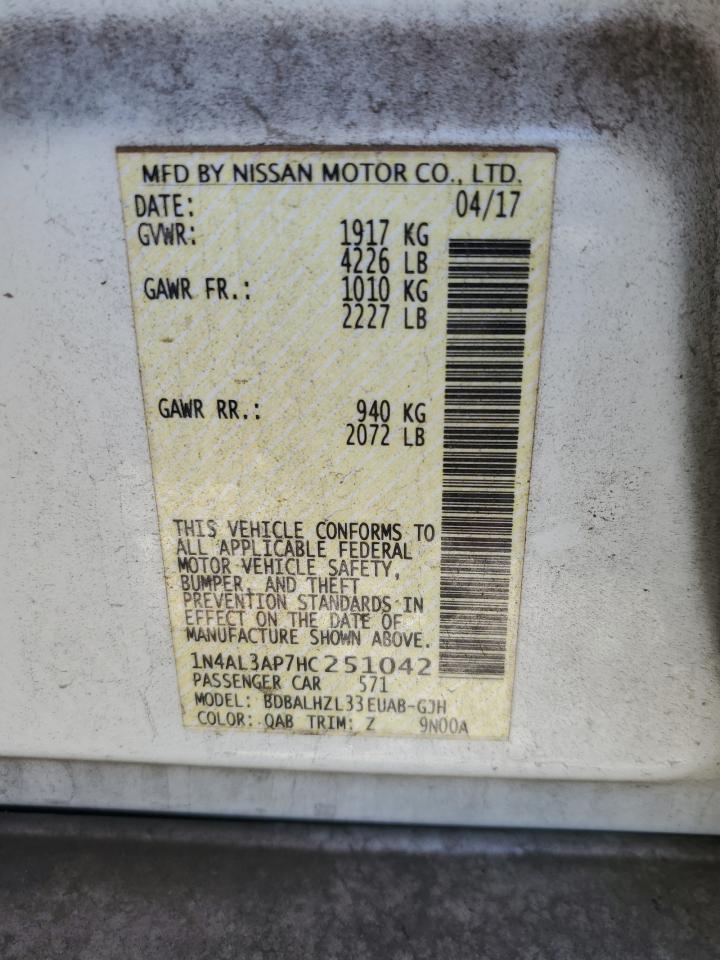 MFD BY NISSAN MOTOR CO., LTD.
DATE: 04/17
GVWR: 1917 KG
4226 LB
GAWR FR.: 1010 KG
2227 LB
GAWR RR.: 940 KG
2072 LB
THIS VEHICLE CONFORMS TO
ALL APPLICABLE FEDERAL
MOTOR VEHICLE SAFETY,
BUMPER, AND THEFT
PREVENTION STANDARDS IN
EFFECT ON THE DATE OF
MANUFACTURE SHOWN ABOVE.
1N4AL3AP7HC251042
PASSENGER CAR 571
MODEL: BDBALHZL33EUAB-GJH
COLOR: QAB TRIM: Z 9N00A